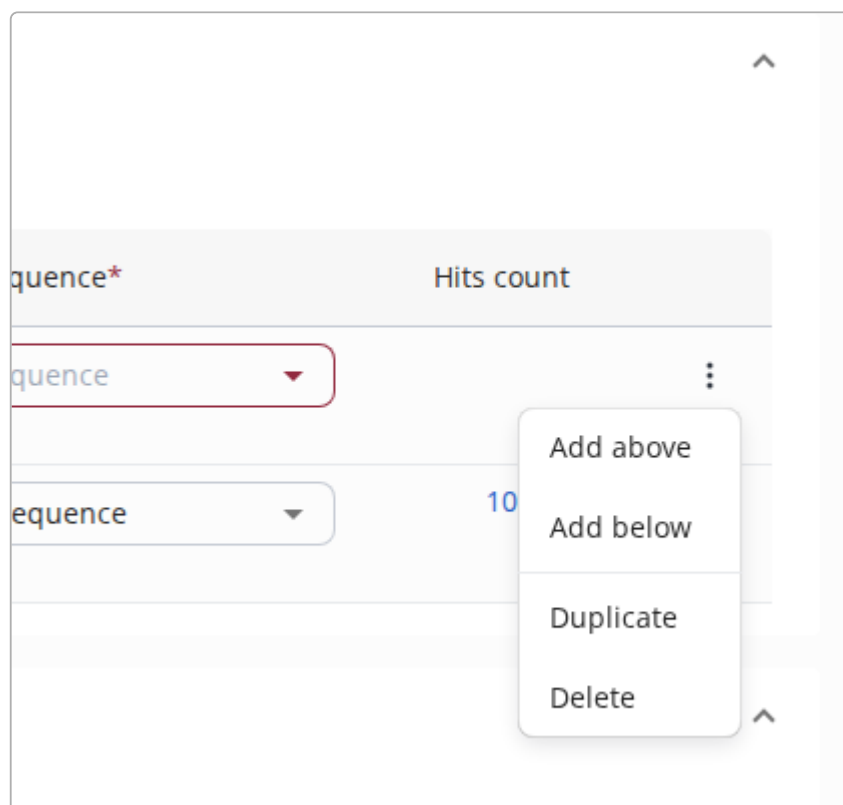 quence* Hits count
quence
Add above
equence 10
Add below
Duplicate
Delete